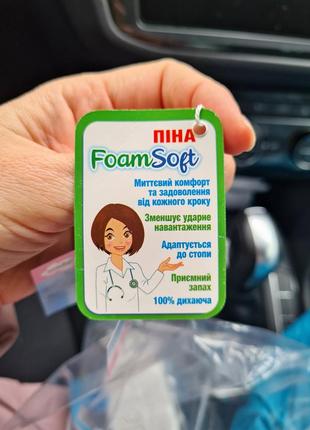 ПІНА
FoamSoft
Миттєвий комфорт
та задоволення
від кожного кроку
Зменшує ударне
навантаження
Адаптується
до стопи
Приємний
запах
100% дихаюча